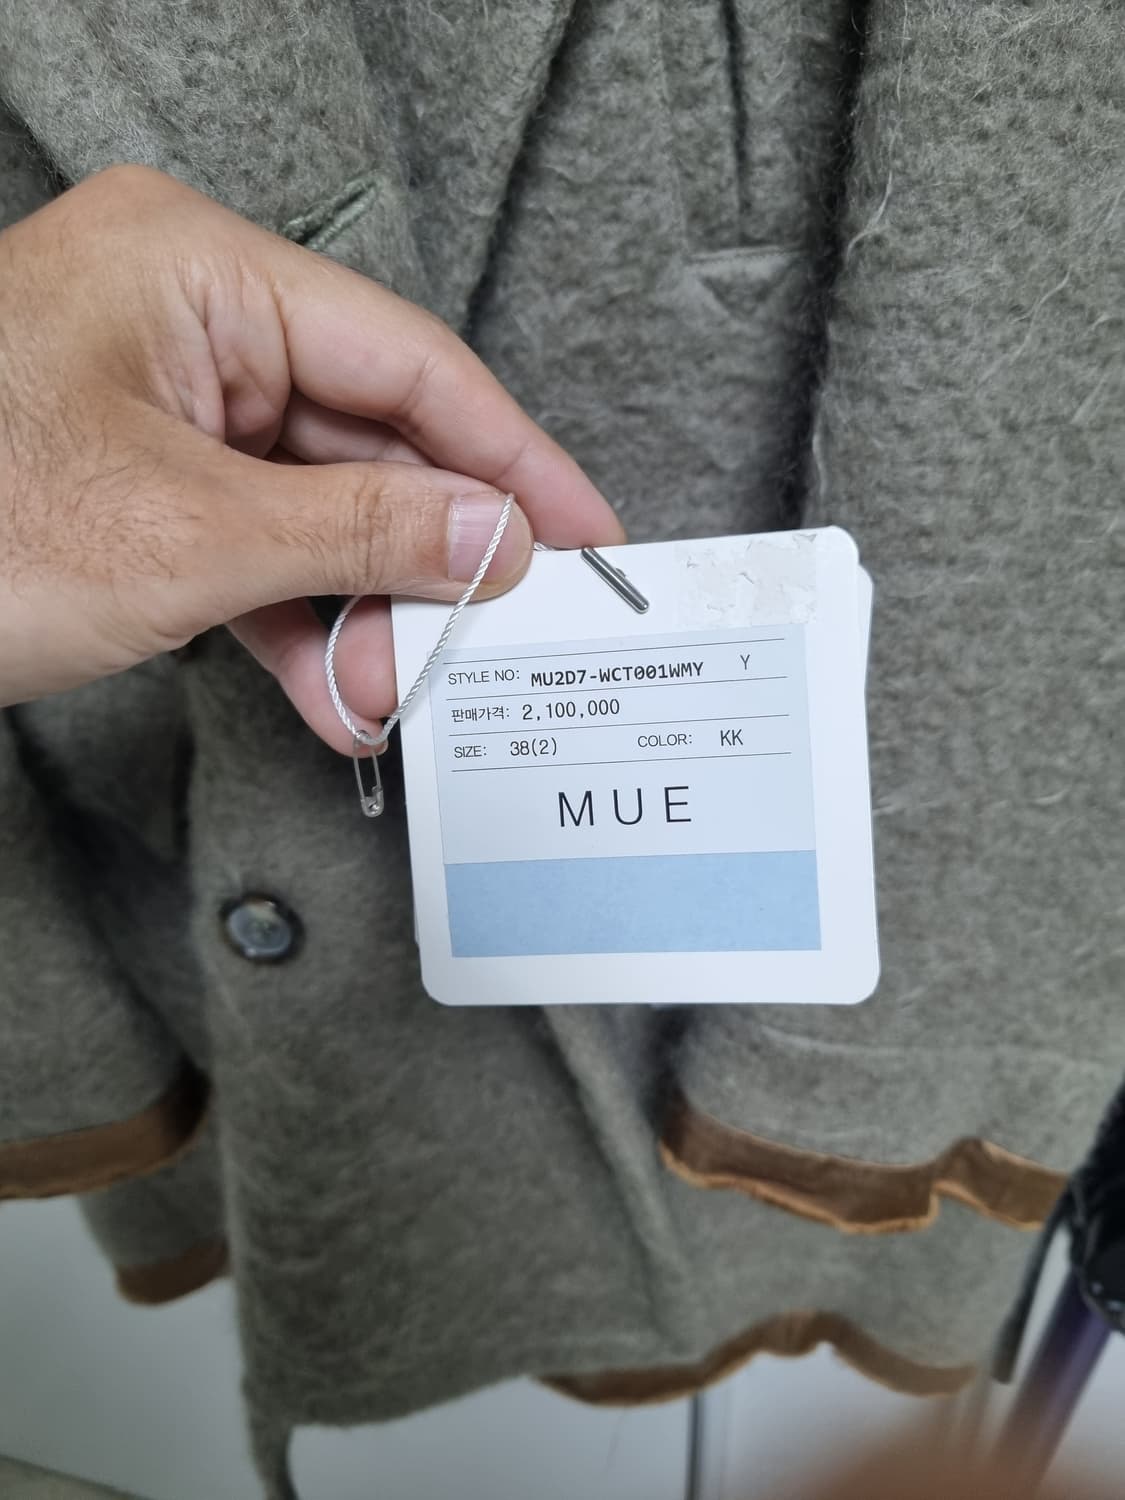 STYLE NO: MU2D7-WCT001WMY Y
판매가격: 2,100,000
SIZE: 38(2) COLOR: KK
MUE